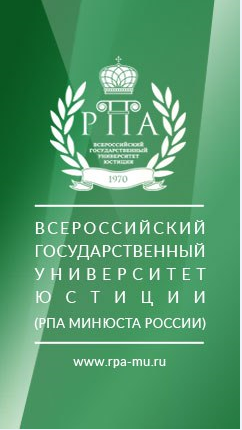 РПА
ВСЕРОССИЙСКИЙ
ГОСУДАРСТВЕННЫЙ
УНИВЕРСИТЕТ
ЮСТИЦИИ
1970
ВСЕРОССИЙСКИЙ
ГОСУДАРСТВЕННЫЙ
УНИВЕРСИТЕТ
ЮСТИЦИИ
(РПА МИНЮСТА РОССИИ)
www.rpa-mu.ru